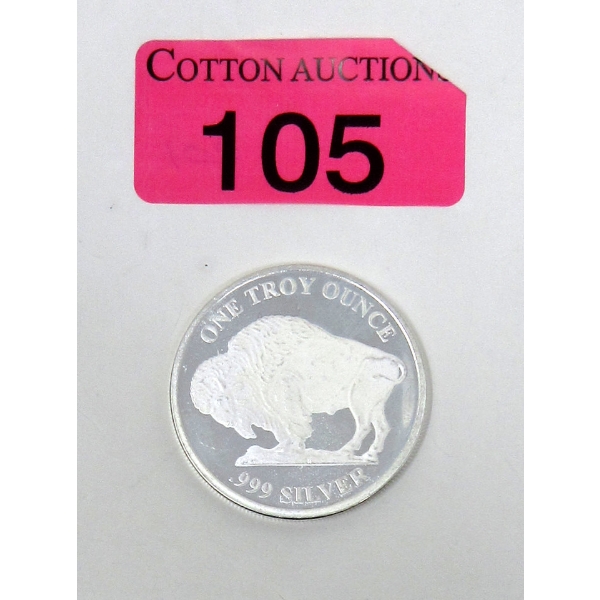 COTTON AUCTIONS
105
ONE TROY OUNCE
.999 SILVER